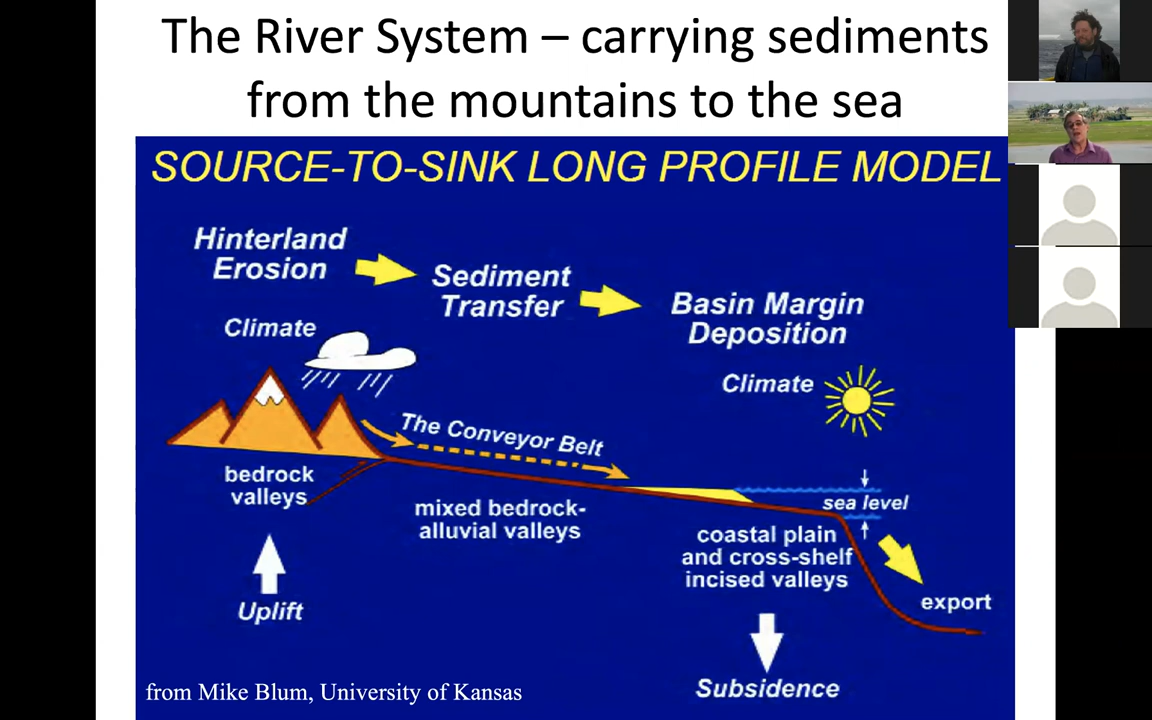 The River System – carrying sediments
from the mountains to the sea
SOURCE-TO-SINK LONG PROFILE MODEL
Hinterland
Erosion
Sediment
Transfer
Basin Margin
Deposition
Climate
Climate
The Conveyor Belt
bedrock
valleys
mixed bedrock-
alluvial valleys
sea level
coastal plain
and cross-shelf
incised valleys
export
Uplift
Subsidence
from Mike Blum, University of Kansas